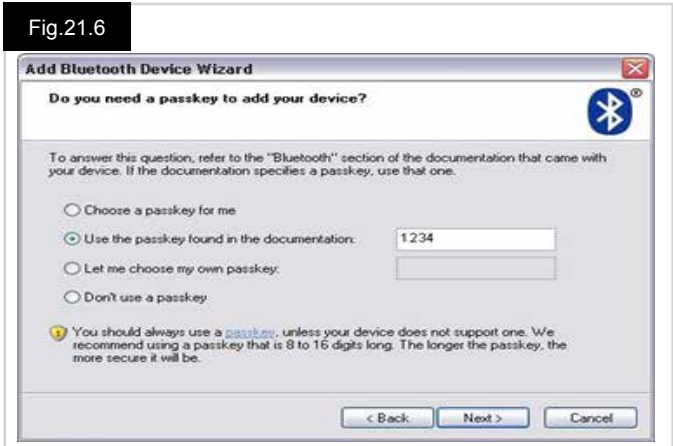 Fig.21.6
Add Bluetooth Device Wizard
Do you need a passkey to add your device?
®
To answer this question, refer to the "Bluetooth" section of the documentation that came with
your device. If the documentation specifies a passkey, use that one.
Choose a passkey for me
Use the passkey found in the documentation: 1234
Let me choose my own passkey:
Don't use a passkey
You should always use a passkey, unless your device does not support one. We
recommend using a passkey that is 8 to 16 digits long. The longer the passkey, the
more secure it will be.
< Back Next > Cancel